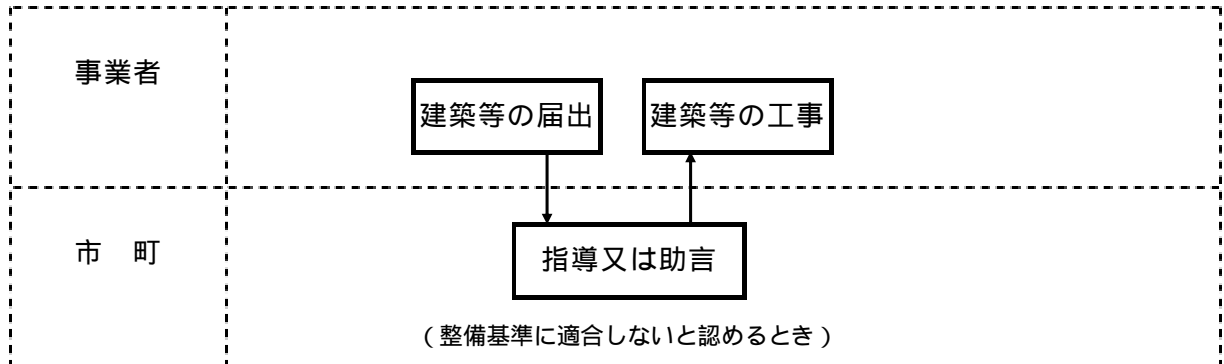 事業者
建築等の届出
建築等の工事
市　町
指導又は助言
（整備基準に適合しないと認めるとき）